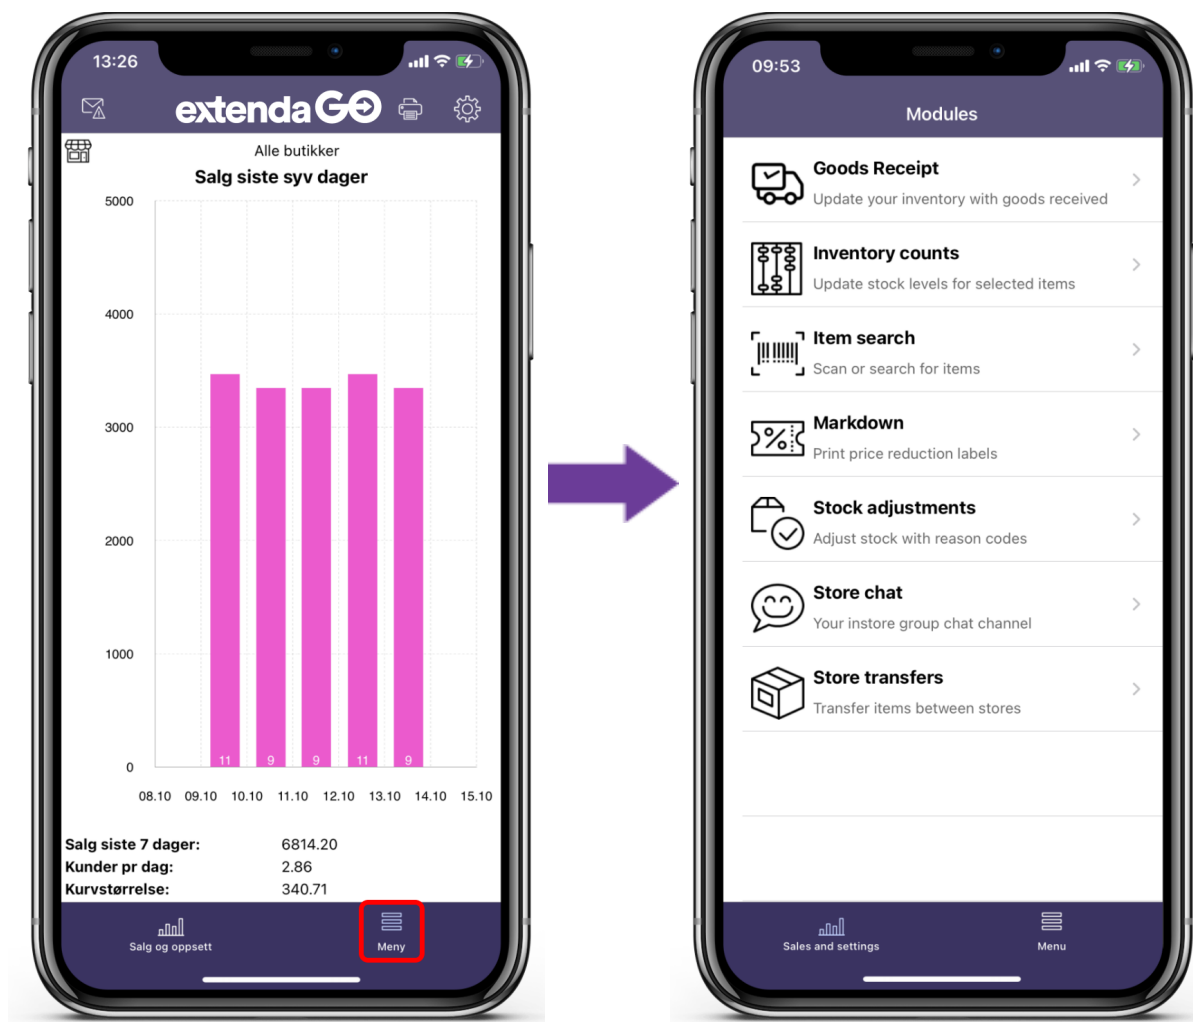 13:26
extenda GO
Alle butikker
Salg siste syv dager
5000
4000
3000
2000
1000
0
11 9 9 11 9
08.10 09.10 10.10 11.10 12.10 13.10 14.10 15.10
Salg siste 7 dager: 6814.20
Kunder pr dag: 2.86
Kurvstørrelse: 340.71
Salg og oppsett Meny
09:53
Modules
Goods Receipt
Update your inventory with goods received
Inventory counts
Update stock levels for selected items
Item search
Scan or search for items
Markdown
Print price reduction labels
Stock adjustments
Adjust stock with reason codes
Store chat
Your instore group chat channel
Store transfers
Transfer items between stores
Sales and settings Menu